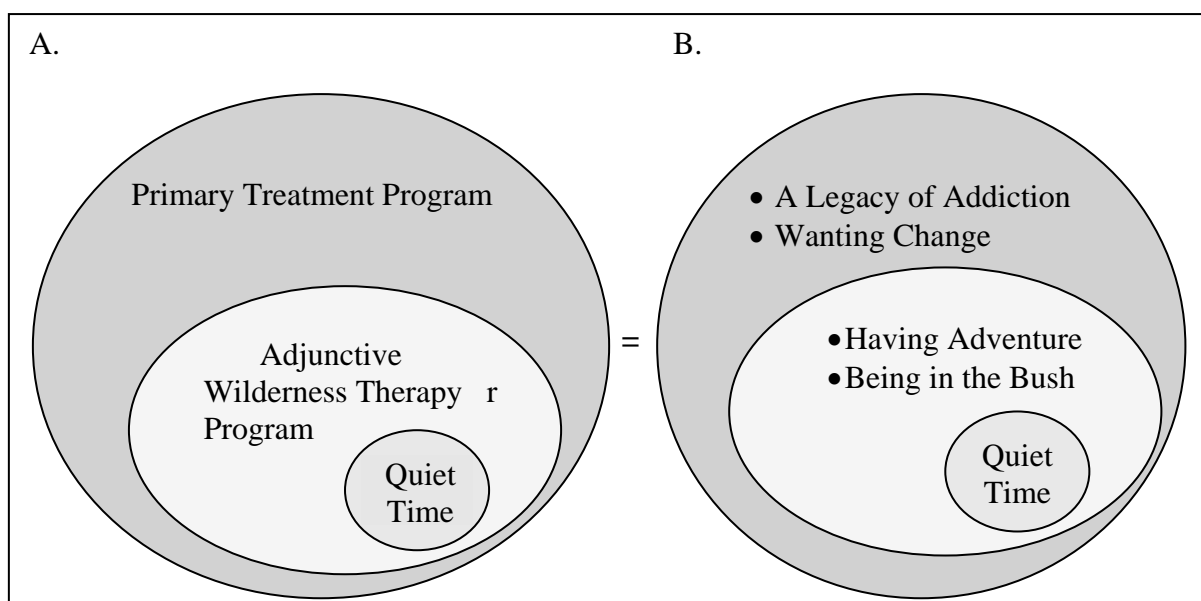 A.
Primary Treatment Program
Adjunctive
Wilderness Therapy r
Program
Quiet
Time
=
B.
• A Legacy of Addiction
• Wanting Change
•Having Adventure
•Being in the Bush
Quiet
Time